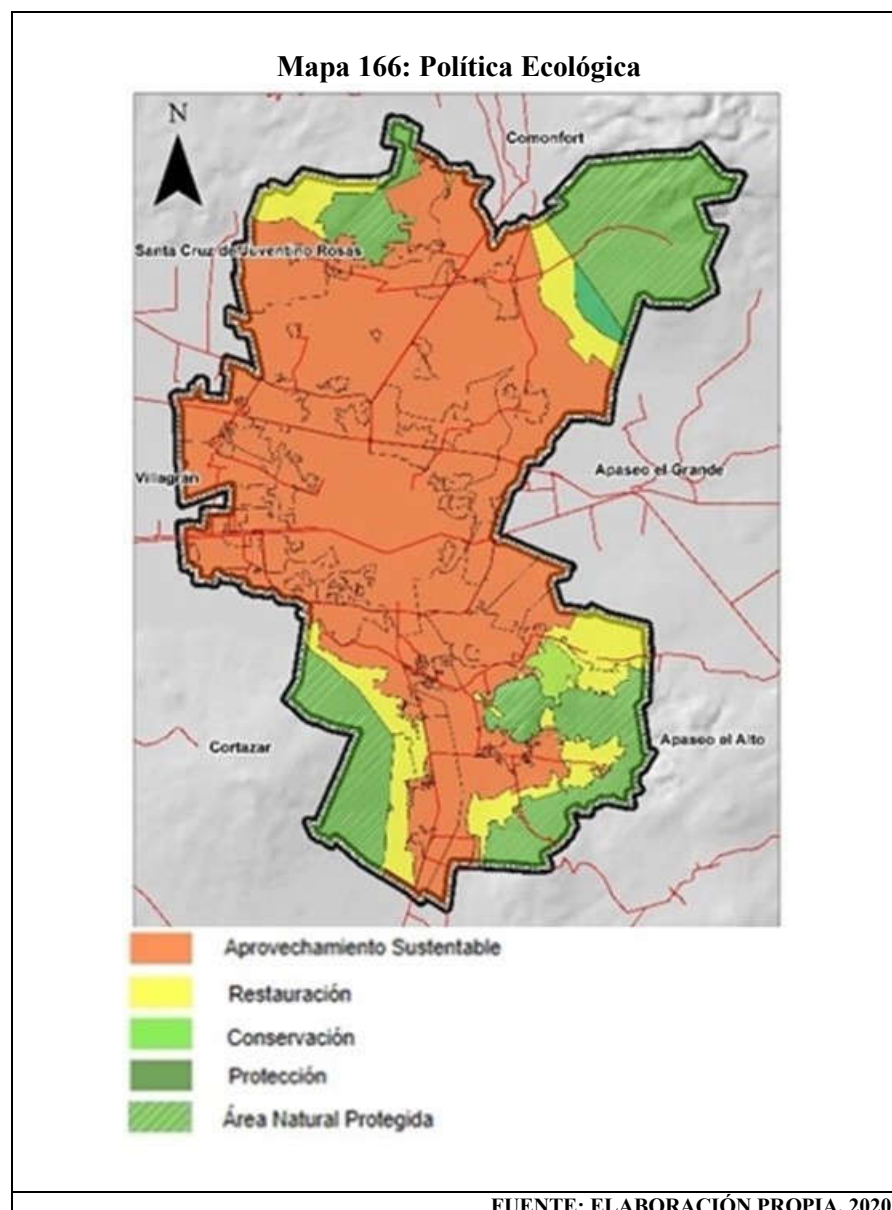 Mapa 166: Política Ecológica
N
Comonfort
Santa Cruz de Juventino Rosas
Villagrán
Apaseo el Grande
Cortazar
Apaseo el Alto
Aprovechamiento Sustentable
Restauración
Conservación
Protección
Área Natural Protegida
FUENTE: ELABORACIÓN PROPIA. 2020